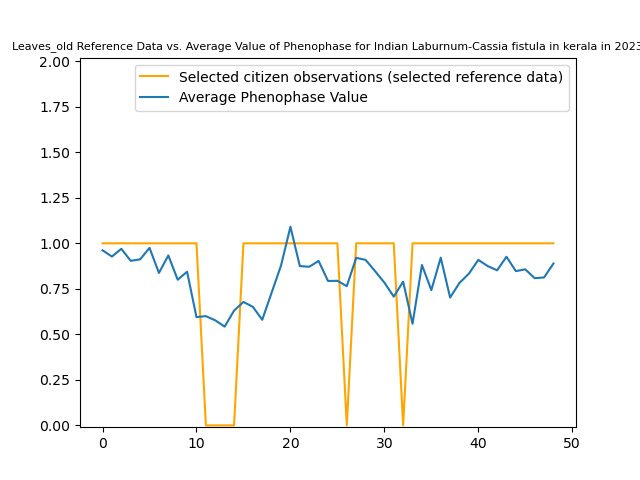 Leaves_old Reference Data vs. Average Value of Phenophase for Indian Laburnum-Cassia fistula in kerala in 2023
Selected citizen observations (selected reference data)
Average Phenophase Value
2.00
1.75
1.50
1.25
1.00
0.75
0.50
0.25
0.00
0 10 20 30 40 50